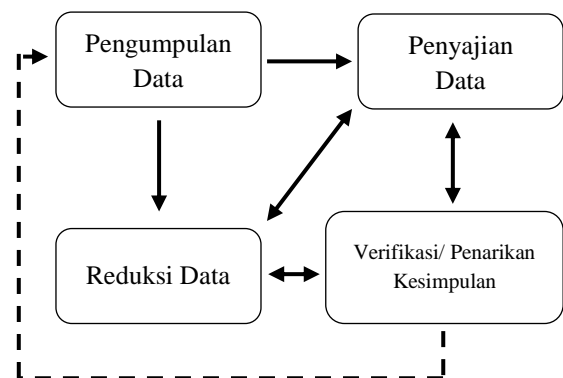 Pengumpulan
Data
Penyajian
Data
Reduksi Data
Verifikasi/ Penarikan
Kesimpulan